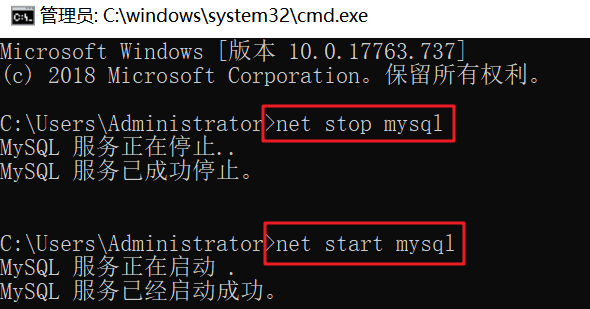 管理员: C:\windows\system32\cmd.exe
Microsoft Windows [版本 10.0.17763.737]
(c) 2018 Microsoft Corporation。保留所有权利。
C:\Users\Administrator>net stop mysql
MySQL 服务正在停止..
MySQL 服务已成功停止。
C:\Users\Administrator>net start mysql
MySQL 服务正在启动 .
MySQL 服务已经启动成功。